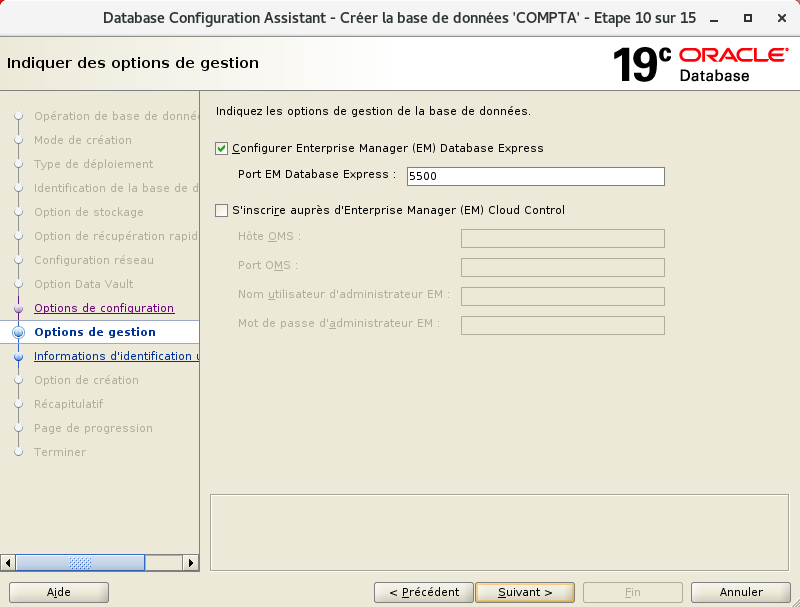 Database Configuration Assistant - Créer la base de données 'COMPTA' - Etape 10 sur 15
Indiquer des options de gestion
19c ORACLE
Database
Opération de base de donné
Mode de création
Type de déploiement
Identification de la base de d
Option de stockage
Option de récupération rapid
Configuration réseau
Option Data Vault
Options de configuration
Options de gestion
Informations d'identification u
Option de création
Récapitulatif
Page de progression
Terminer
Indiquez les options de gestion de la base de données.
Configurer Enterprise Manager (EM) Database Express
Port EM Database Express : 5500
S'inscrire auprès d'Enterprise Manager (EM) Cloud Control
Hôte OMS :
Port OMS :
Nom utilisateur d'administrateur EM :
Mot de passe d'administrateur EM :
Aide
< Précédent
Suivant >
Fin
Annuler